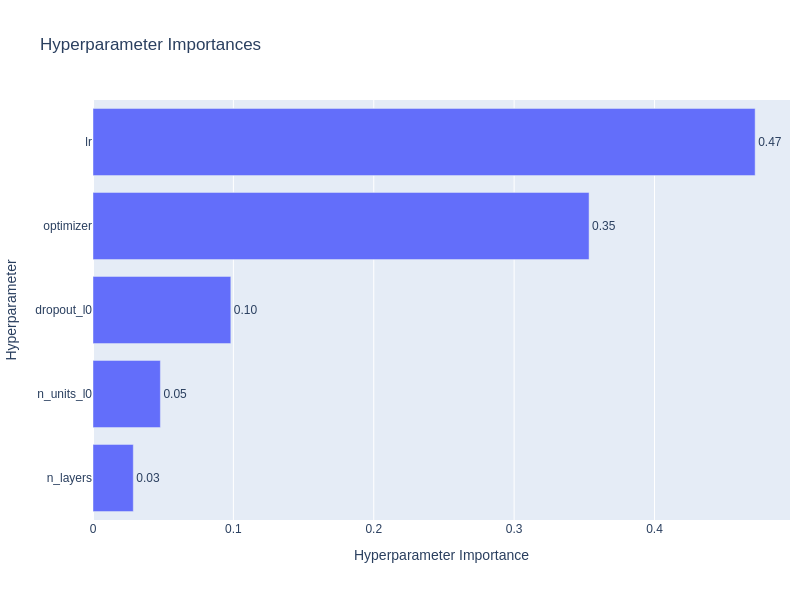 Hyperparameter Importances
Hyperparameter
lr
0.47
optimizer
0.35
dropout_l0
0.10
n_units_l0
0.05
n_layers
0.03
0
0.1
0.2
0.3
0.4
Hyperparameter Importance